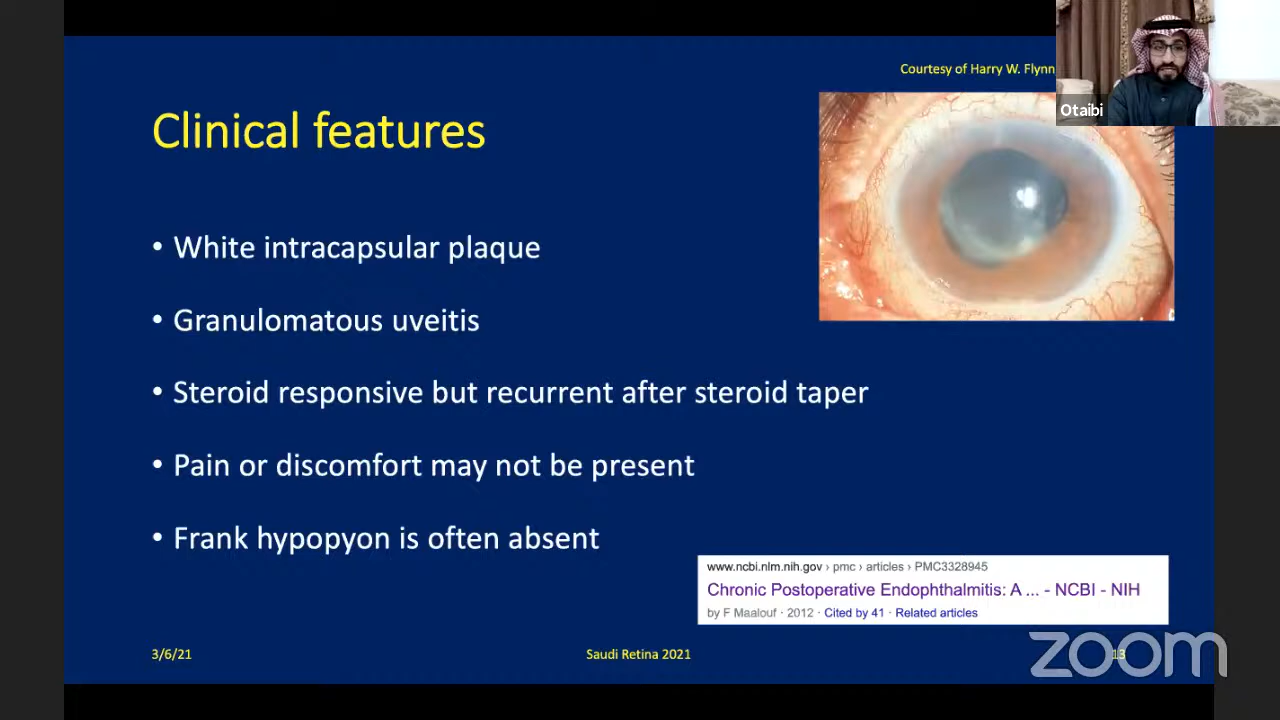 Courtesy of Harry W. Flynn
Otaibi
Clinical features
• White intracapsular plaque
• Granulomatous uveitis
• Steroid responsive but recurrent after steroid taper
• Pain or discomfort may not be present
• Frank hypopyon is often absent
www.ncbi.nlm.nih.gov › pmc › articles › PMC3328945
Chronic Postoperative Endophthalmitis: A ... - NCBI - NIH
by F Maalouf · 2012 · Cited by 41 · Related articles
3/6/21
Saudi Retina 2021
13
zoom